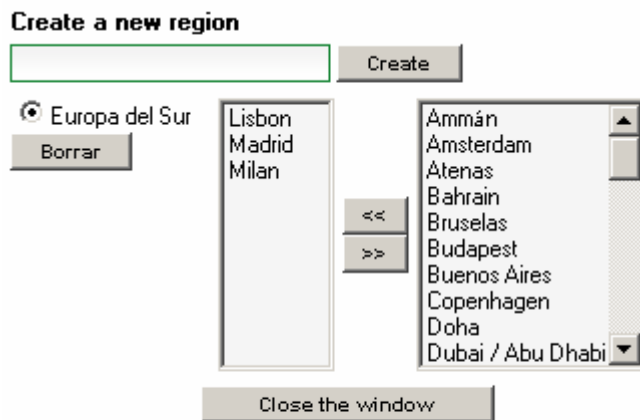 Create a new region
Create
Europa del Sur
Borrar
Lisbon
Madrid
Milan
<<
>>
Ammán
Amsterdam
Atenas
Bahrain
Bruselas
Budapest
Buenos Aires
Copenhagen
Doha
Dubai / Abu Dhabi
Close the window